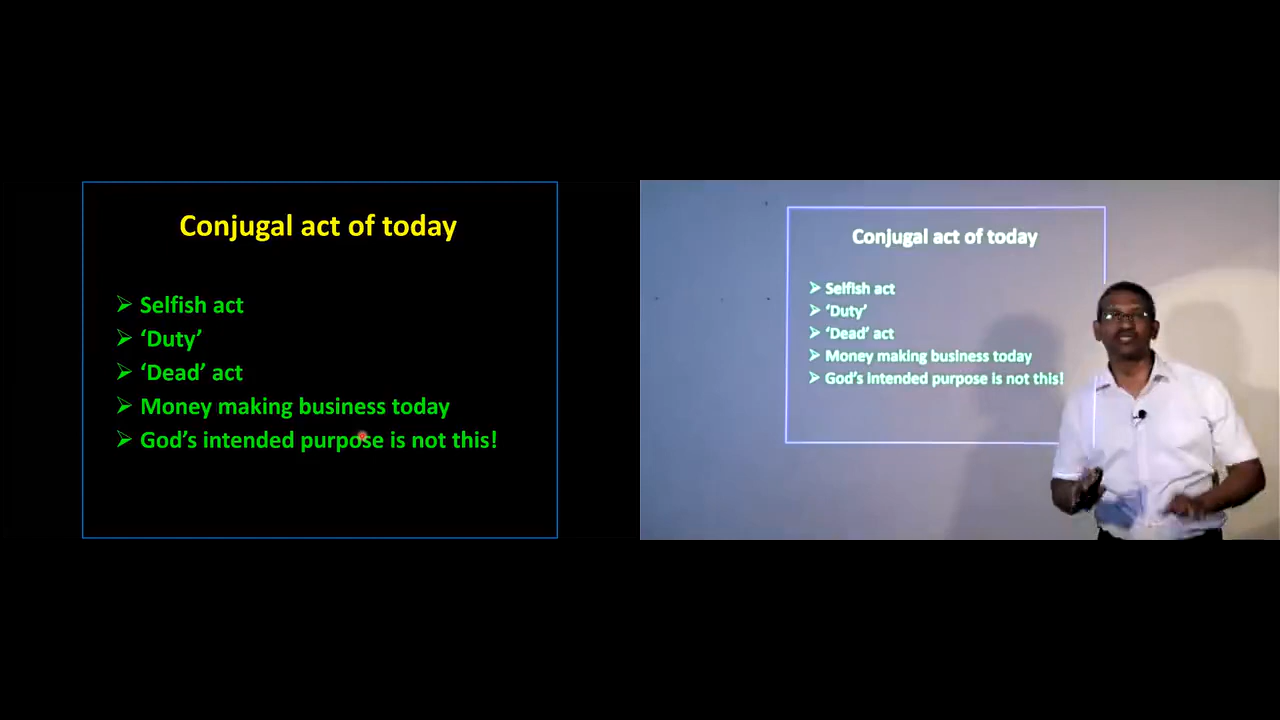 Conjugal act of today
➢ Selfish act
➢ ‘Duty’
➢ ‘Dead’ act
➢ Money making business today
➢ God’s intended purpose is not this!
Conjugal act of today
➢ Selfish act
➢ ‘Duty’
➢ ‘Dead’ act
➢ Money making business today
➢ God’s intended purpose is not this!